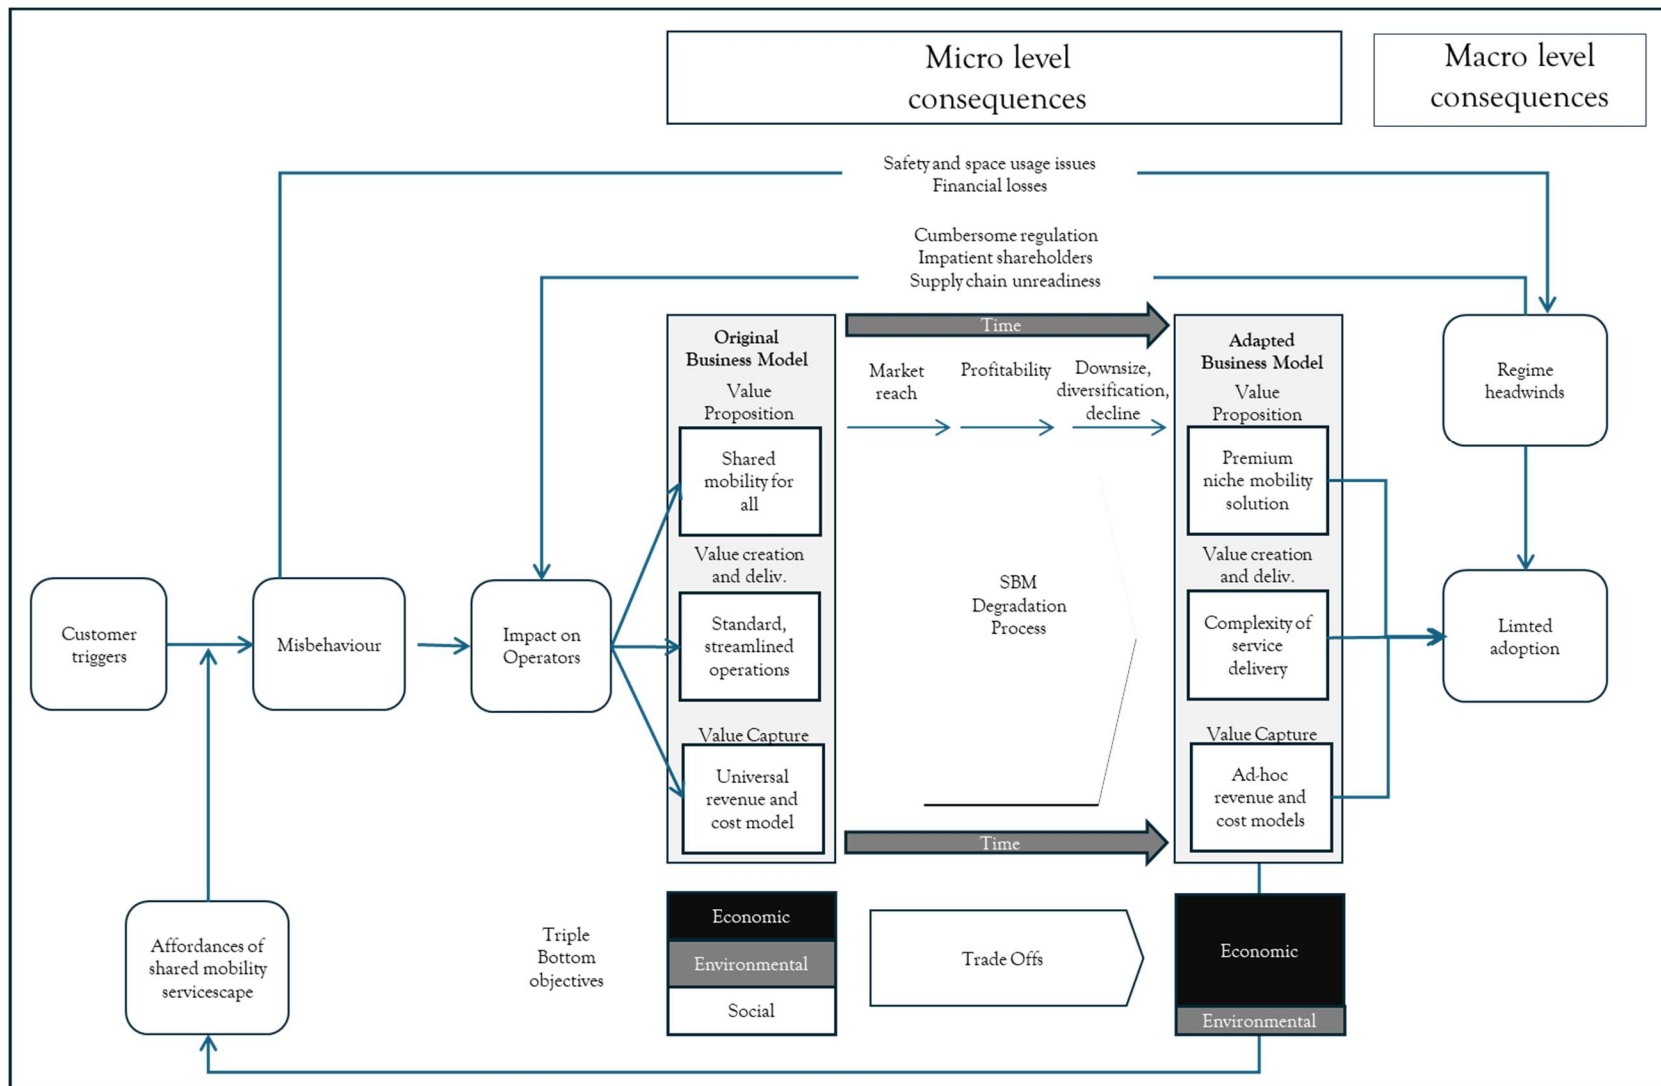 Micro level
consequences
Macro level
consequences
Safety and space usage issues
Financial losses
Cumbersome regulation
Impatient shareholders
Supply chain unreadiness
Time
Original
Business Model
Value
Proposition
Shared
mobility for
all
Value creation
and deliv.
Standard,
streamlined
operations
Value Capture
Universal
revenue and
cost model
Market
reach
Profitability
Downsize,
diversification,
decline
SBM
Degradation
Process
Time
Adapted
Business Model
Value
Proposition
Premium
niche mobility
solution
Value creation
and deliv.
Complexity of
service
delivery
Value Capture
Ad-hoc
revenue and
cost models
Regime
headwinds
Limted
adoption
Customer
triggers
Misbehaviour
Impact on
Operators
Affordances of
shared mobility
servicescape
Triple
Bottom
objectives
Economic
Environmental
Social
Trade Offs
Economic
Environmental